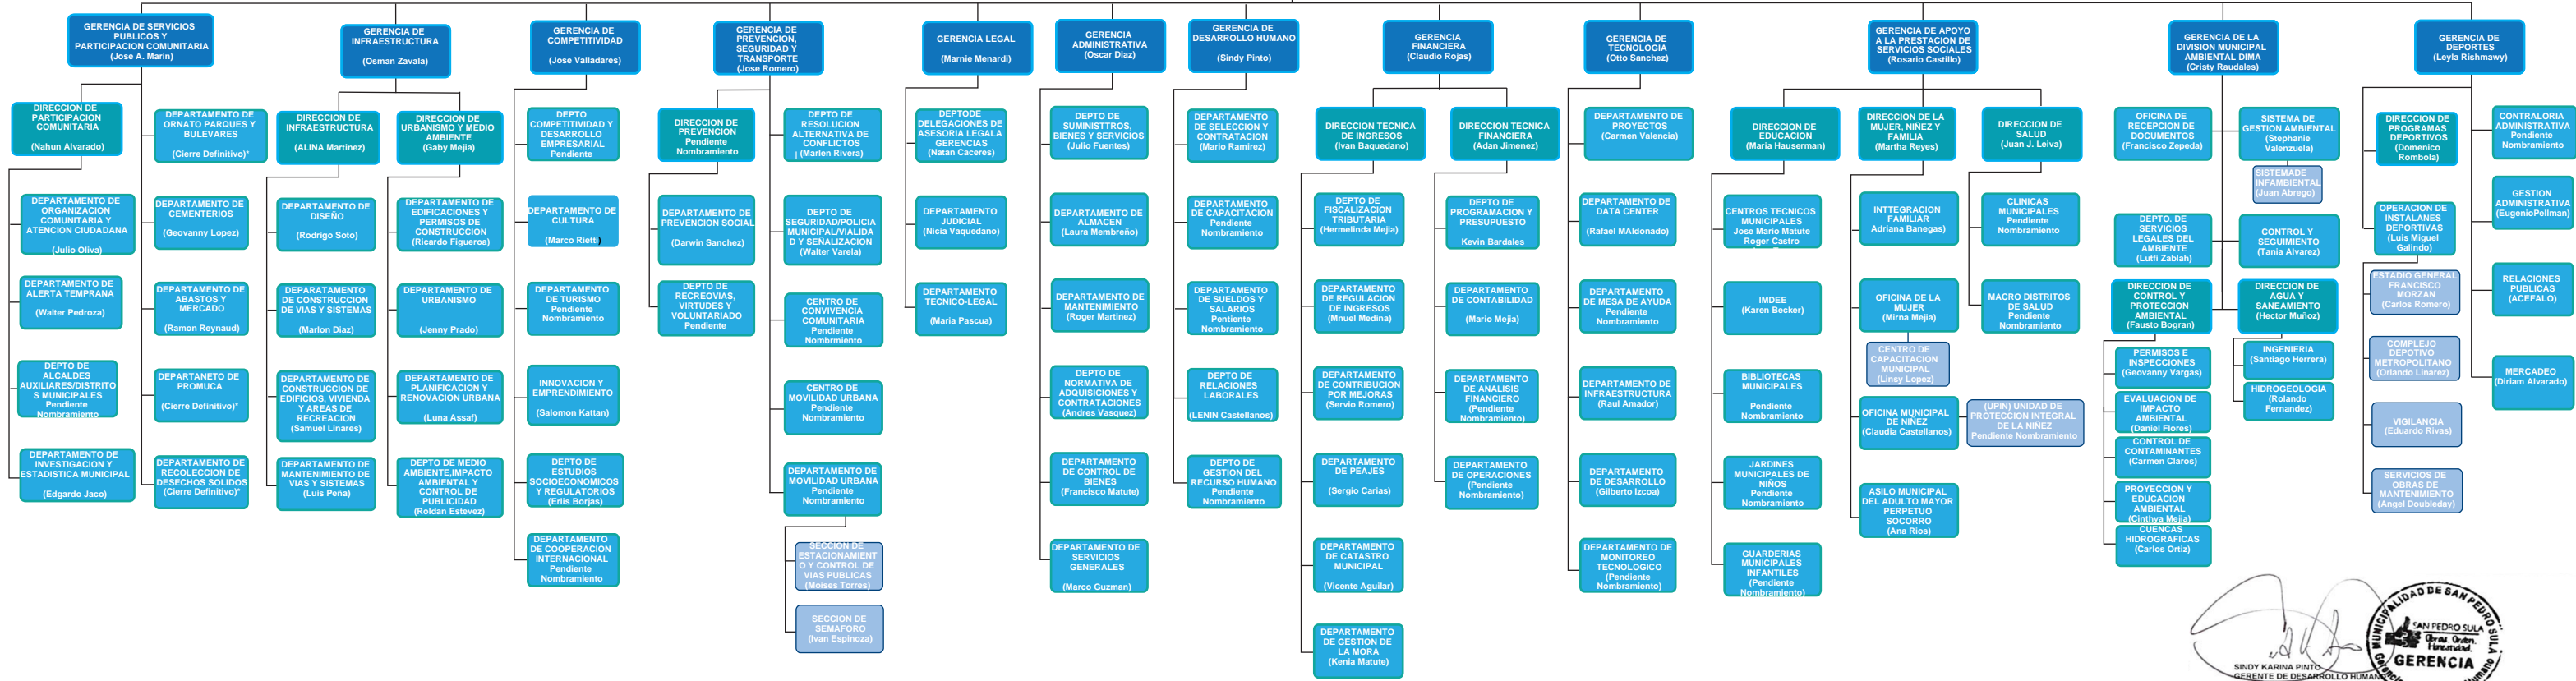 GERENCIA DE SERVICIOS
PUBLICOS Y
PARTICIPACION COMUNITARIA
(Jose A. Marin)
DIRECCION DE
PARTICIPACION
COMUNITARIA
(Nahun Alvarado)
DEPARTAMENTO DE
ORGANIZACION
COMUNITARIA Y
ATENCION CIUDADANA
(Julio Oliva)
DEPARTAMENTO DE
ALERTA TEMPRANA
(Walter Pedroza)
DEPTO DE
ALCALDES
AUXILIARES/DISTRITO
S MUNICIPALES
Pendiente
Nombramiento
DEPARTAMENTO DE
INVESTIGACION Y
ESTADISTICA MUNICIPAL
(Edgardo Jaco)
DEPARTAMENTO DE
ORNATO PARQUES Y
BULEVARES
(Cierre Definitivo)*
DEPARTAMENTO DE
CEMENTERIOS
(Geovanny Lopez)
DEPARTAMENTO DE
ABASTOS Y
MERCADO
(Ramon Reynaud)
DEPARTANETO DE
PROMUCA
(Cierre Definitivo)*
DEPARTAMENTO DE
RECOLECCION DE
DESECHOS SOLIDOS
(Cierre Definitivo)*
GERENCIA DE
INFRAESTRUCTURA
(Osman Zavala)
DIRECCION DE
INFRAESTRUCTURA
(ALINA Martinez)
DEPARTAMENTO DE
DISEÑO
(Rodrigo Soto)
DEPARATAMENTO
DE CONSTRUCCION
DE VIAS Y SISTEMAS
(Marlon Diaz)
DEPARTAMENTO DE
CONSTRUCCION DE
EDIFICIOS, VIVIENDA
Y AREAS DE
RECREACION
(Samuel Linares)
DEPARTAMENTO DE
MANTENIMIENTO DE
VIAS Y SISTEMAS
(Luis Peña)
DIRECCION DE
URBANISMO Y MEDIO
AMBIENTE
(Gaby Mejia)
DEPARTAMENTO DE
EDIFICACIONES Y
PERMISOS DE
CONSTRUCCION
(Ricardo Figueroa)
DEPARTAMENTO DE
URBANISMO
(Jenny Prado)
DEPARTAMENTO DE
PLANIFICACION Y
RENOVACION URBANA
(Luna Assaf)
DEPTO DE MEDIO
AMBIENTE,IMPACTO
AMBIENTAL Y
CONTROL DE
PUBLICIDAD
(Roldan Estevez)
GERENCIA DE
COMPETITIVIDAD
(Jose Valladares)
DEPTO
COMPETITIVIDAD Y
DESARROLLO
EMPRESARIAL
Pendiente
DEPARTAMENTO DE
CULTURA
(Marco Rietti)
DEPARTAMENTO
DE TURISMO
Pendiente
Nombramiento
INNOVACION Y
EMPRENDIMIENTO
(Salomon Kattan)
DEPTO DE
ESTUDIOS
SOCIOECONOMICOS
Y REGULATORIOS
(Erlis Borjas)
DEPARTAMENTO
DE COOPERACION
INTERNACIONAL
Pendiente
Nombramiento
GERENCIA DE
PREVENCION,
SEGURIDAD Y
TRANSPORTE
(Jose Romero)
DIRECCION DE
PREVENCION
Pendiente
Nombramiento
DEPARTAMENTO DE
PREVENCION SOCIAL
(Darwin Sanchez)
DEPTO DE
RECREOVIAS,
VIRTUDES Y
VOLUNTARIADO
Pendiente
DEPTO DE
RESOLUCION
ALTERNATIVA DE
CONFLICTOS
| (Marlen Rivera)
DEPTO DE
SEGURIDAD/POLICIA
MUNICIPAL/VIALIDA
D Y SEÑALIZACION
(Walter Varela)
CENTRO DE
CONVIVENCIA
COMUNITARIA
Pendiente
Nombrmiento
CENTRO DE
MOVILIDAD URBANA
Pendiente
Nombramiento
DEPARTAMENTO DE
MOVILIDAD URBANA
Pendiente
Nombramiento
SECCION DE
ESTACIONAMIENT
O Y CONTROL DE
VIAS PUBLICAS
(Moises Torres)
SECCION DE
SEMAFORO
(Ivan Espinoza)
GERENCIA LEGAL
(Marnie Menardi)
DEPTODE
DELEGACIONES DE
ASESORIA LEGALA
GERENCIAS
(Natan Caceres)
DEPARTAMENTO
JUDICIAL
(Nicia Vaquedano)
DEPARTAMENTO
TECNICO-LEGAL
(Maria Pascua)
GERENCIA
ADMINISTRATIVA
(Oscar Diaz)
DEPTO DE
SUMINISTTROS,
BIENES Y SERVICIOS
(Julio Fuentes)
DEPARTAMENTO DE
ALMACEN
(Laura Membreño)
DEPARTAMENTO DE
MANTENIMIENTO
(Roger Martinez)
DEPTO DE
NORMATIVA DE
ADQUISICIONES Y
CONTRATACIONES
(Andres Vasquez)
DEPARTAMENTO
DE CONTROL DE
BIENES
(Francisco Matute)
DEPARTAMENTO DE
SERVICIOS
GENERALES
(Marco Guzman)
GERENCIA DE
DESARROLLO HUMANO
(Sindy Pinto)
DEPARTAMENTO
DE SELECCION Y
CONTRATACION
(Mario Ramirez)
DEPARTAMENTO
DE CAPACITACION
Pendiente
Nombramiento
DEPARTAMENTO
DE SUELDOS Y
SALARIOS
Pentiente
Nombramiento
DEPTO DE
RELACIONES
LABORALES
(LENIN Castellanos)
DEPTO DE
GESTION DEL
RECURSO HUMANO
Pendiente
Nombramiento
GERENCIA
FINANCIERA
(Claudio Rojas)
DIRECCION TECNICA
DE INGRESOS
(Ivan Baquedano)
DEPTO DE
FISCALIZACION
TRIBUTARIA
(Hermelinda Mejia)
DEPARTAMENTO
DE REGULACION
DE INGRESOS
(Mnuel Medina)
DEPARTAMENTO
DE CONTRIBUCION
POR MEJORAS
(Servio Romero)
DEPARTAMENTO
DE PEAJES
(Sergio Carias)
DEPARTAMENTO
DE CATASTRO
MUNICIPAL
(Vicente Aguilar)
DEPARTAMENTO
DE GESTION DE
LA MORA
(Kenia Matute)
DIRECCION TECNICA
FINANCIERA
(Adan Jimenez)
DEPTO DE
PROGRAMACION Y
PRESUPUESTO
Kevin Bardales
DEPARTAMENTO
DE CONTABILIDAD
(Mario Mejia)
DEPARTAMENTO
DE ANALISIS
FINANCIERO
(Pendiente
Nombramiento)
DEPARTAMENTO
DE OPERACIONES
(Pendiente
Nombramiento)
GERENCIA DE
TECNOLOGIA
(Otto Sanchez)
DEPARTAMENTO DE
PROYECTOS
(Carmen Valencia)
DEPARTAMENTO DE
DATA CENTER
(Rafael MAldonado)
DEPARTAMENTO
DE MESA DE AYUDA
Pendiente
Nombramiento
DEPARTAMENTO DE
INFRAESTRUCTURA
(Raul Amador)
DEPARTAMENTO
DE DESARROLLO
(Gilberto Izcoa)
DEPARTAMENTO DE
MONITOREO
TECNOLOGICO
(Pendiente
Nombramiento)
GERENCIA DE APOYO
A LA PRESTACION DE
SERVICIOS SOCIALES
(Rosario Castillo)
DIRECCION DE
EDUCACION
(Maria Hauserman)
CENTROS TECNICOS
MUNICIPALES
Jose Mario Matute
Roger Castro
IMDEE
(Karen Becker)
BIBLIOTECAS
MUNICIPALES
Pendiente
Nombramiento
JARDINES
MUNICIPALES DE
NIÑOS
Pendiente
Nombramiento
GUARDERIAS
MUNICIPALES
INFANTILES
(Pendiente
Nombramiento)
DIRECCION DE LA
MUJER, NIÑEZ Y
FAMILIA
(Martha Reyes)
INTTEGRACION
FAMILIAR
Adriana Banegas)
OFICINA DE LA
MUJER
(Mirna Mejia)
CENTRO DE
CAPACITACION
MUNICIPAL
(Linsy Lopez)
OFICINA MUNICIPAL
DE NIÑEZ
(Claudia Castellanos)
(UPIN) UNIDAD DE
PROTECCION INTEGRAL
DE LA NIÑEZ
Pendiente Nombramiento
ASILO MUNICIPAL
DEL ADULTO MAYOR
PERPETUO
SOCORRO
(Ana Rios)
DIRECCION DE
SALUD
(Juan J. Leiva)
CLINICAS
MUNICIPALES
Pendiente
Nombramiento
MACRO DISTRITOS
DE SALUD
Pendiente
Nombramiento
GERENCIA DE LA
DIVISION MUNICIPAL
AMBIENTAL DIMA
(Cristy Raudales)
OFICINA DE
RECEPCION DE
DOCUMENTOS
(Francisco Zepeda)
SISTEMA DE
GESTION AMBIENTAL
(Stephanie
Valenzuela)
SISTEMADE
INFAMBIENTAL
(Juan Abrego)
DEPTO. DE
SERVICIOS
LEGALES DEL
AMBIENTE
(Lutfi Zablah)
CONTROL Y
SEGUIMIENTO
(Tania Alvarez)
DIRECCION DE
CONTROL Y
PROTECCION
AMBIENTAL
(Fausto Bogran)
PERMISOS E
INSPECCIONES
(Geovanny Vargas)
EVALUACION DE
IMPACTO
AMBIENTAL
(Daniel Flores)
CONTROL DE
CONTAMINANTES
(Carmen Claros)
PROYECCION Y
EDUCACION
AMBIENTAL
(Cinthya Mejia)
CUENCAS
HIDROGRAFICAS
(Carlos Ortiz)
DIRECCION DE
AGUA Y
SANEAMIENTO
(Hector Muñoz)
INGENIERIA
(Santiago Herrera)
HIDROGEOLOGIA
(Rolando
Fernandez)
GERENCIA DE
DEPORTES
(Leyla Rishmawy)
DIRECCION DE
PROGRAMAS
DEPORTIVOS
(Domenico
Rombola)
OPERACION DE
INSTALANES
DEPORTIVAS
(Luis Miguel
Galindo)
ESTADIO GENERAL
FRANCISCO
MORZAN
(Carlos Romero)
COMPLEJO
DEPOTIVO
METROPOLITANO
(Orlando Linarez)
VIGILANCIA
(Eduardo Rivas)
SERVICIOS DE
OBRAS DE
MANTENIMIENTO
(Angel Doubleday)
CONTRALORIA
ADMINISTRATIVA
Pendiente
Nombramiento
GESTION
ADMINISTRATIVA
(EugenioPellman)
RELACIONES
PUBLICAS
(ACEFALO)
MERCADEO
(Diriam Alvarado)
SINDY KARINA PINTO
GERENTE DE DESARROLLO HUMANO
MUNICIPALIDAD DE SAN PEDRO SULA
SAN PEDRO SULA
GERENCIA